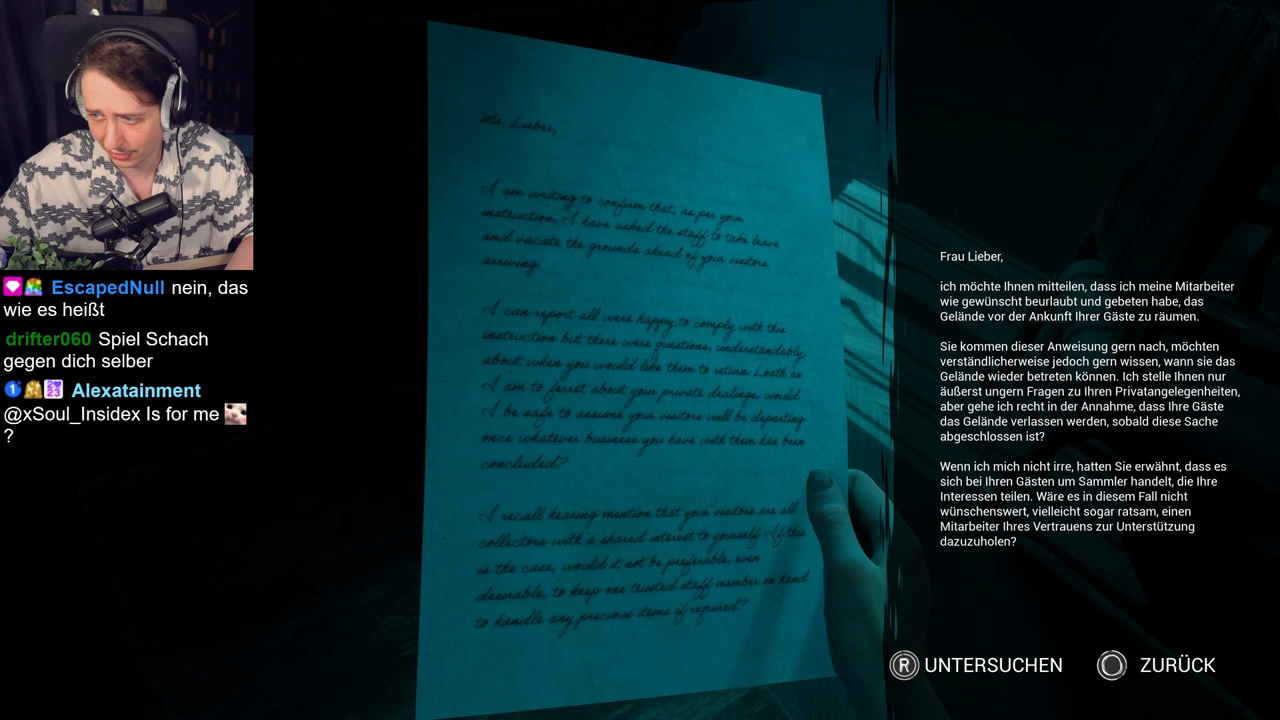 EscapedNull nein, das
wie es heißt
drifter060 Spiel Schach
gegen dich selber
1 2023 Alexatainment
@xSoul_Insidex Is for me
?
Ms. Lieber,
I am writing to confirm that, as per your
instruction, I have asked the staff to take leave
and vacate the grounds ahead of your visitors
arriving.
I can report all were happy to comply with this
instruction but there were questions, understandably
about when you would like them to return. Loath as
I am to ferret about your private dealings, would
I be safe to assume your visitors will be departing
once whatever business you have with them has been
concluded?
I recall hearing mention that your visitors are all
collectors with a shared interest to yourself. If this
is the case, would it not be preferable, even
desirable, to keep one trusted staff member on hand
to handle any precious items if required?
Frau Lieber,
ich möchte Ihnen mitteilen, dass ich meine Mitarbeiter
wie gewünscht beurlaubt und gebeten habe, das
Gelände vor der Ankunft Ihrer Gäste zu räumen.
Sie kommen dieser Anweisung gern nach, möchten
verständlicherweise jedoch gern wissen, wann sie das
Gelände wieder betreten können. Ich stelle Ihnen nur
äußerst ungern Fragen zu Ihren Privatangelegenheiten,
aber gehe ich recht in der Annahme, dass Ihre Gäste
das Gelände verlassen werden, sobald diese Sache
abgeschlossen ist?
Wenn ich mich nicht irre, hatten Sie erwähnt, dass es
sich bei Ihren Gästen um Sammler handelt, die Ihre
Interessen teilen. Wäre es in diesem Fall nicht
wünschenswert, vielleicht sogar ratsam, einen
Mitarbeiter Ihres Vertrauens zur Unterstützung
dazuzuholen?
R UNTERSUCHEN ZURÜCK